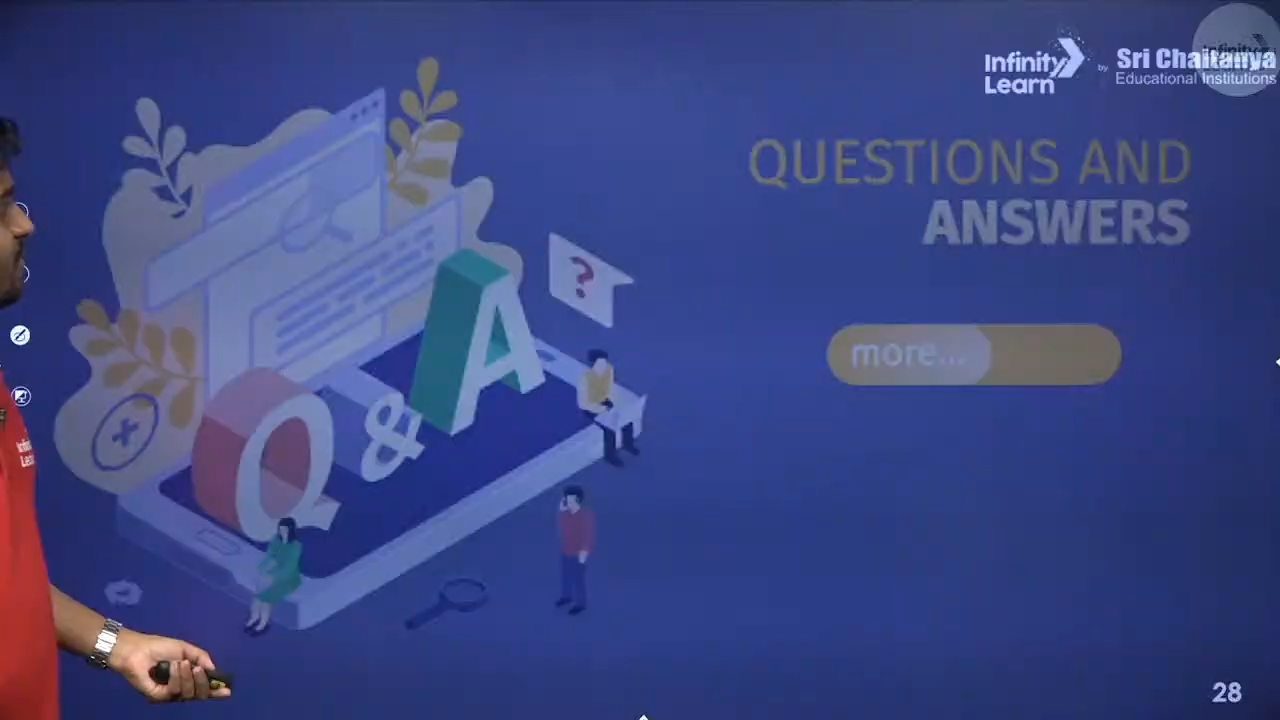 Infinity
Learn
by
Sri Chaitanya
Educational Institutions
QUESTIONS AND
ANSWERS
?
more...
Q & A
28